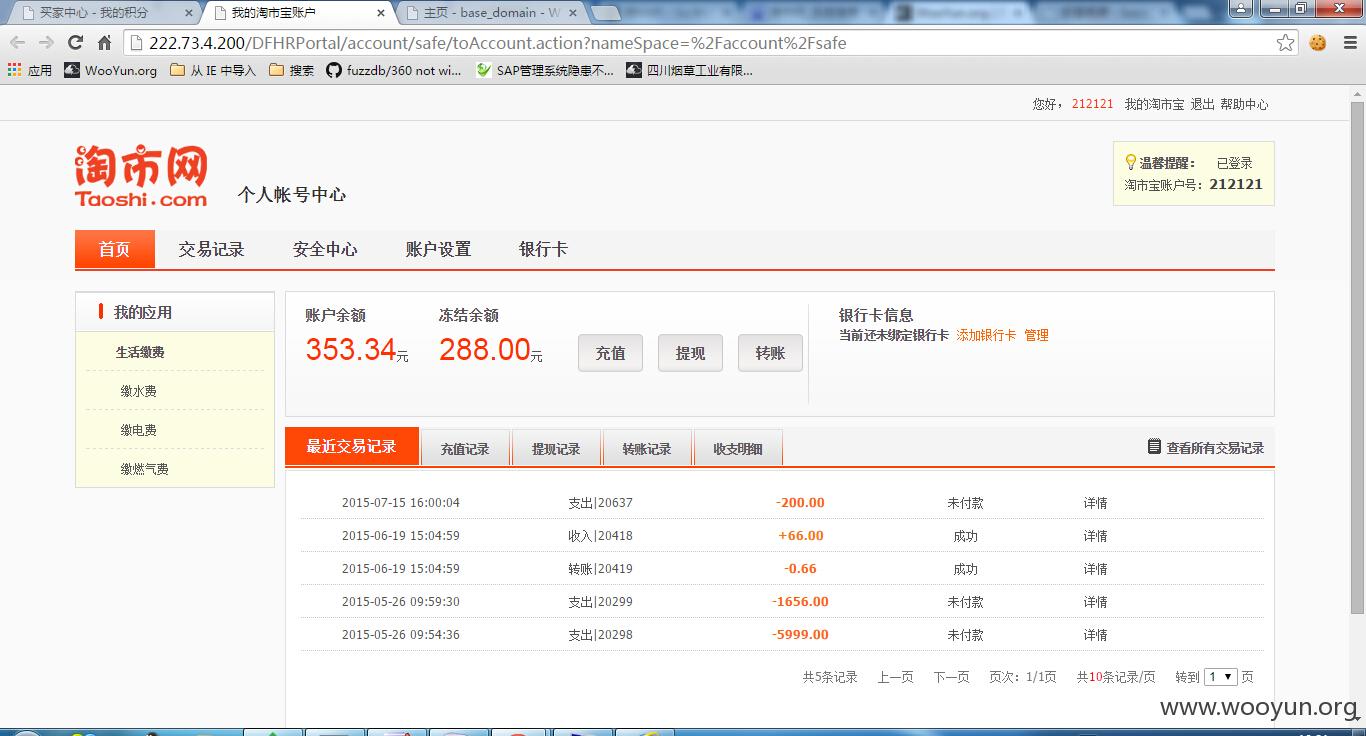 买家中心 - 我的积分
我的淘市宝账户
主页 - base_domain - W
222.73.4.200/DFHRPortal/account/safe/toAccount.action?nameSpace=%2Faccount%2Fsafe
应用 WooYun.org 从 IE 中导入 搜索 fuzzdb/360 not wi... SAP管理系统隐患不... 四川烟草工业有限...
您好， 212121 我的淘市宝 退出 帮助中心
淘市网
Taoshi.com
个人帐号中心
温馨提醒： 已登录
淘市宝账户号：212121
首页 交易记录 安全中心 账户设置 银行卡
我的应用
生活缴费
缴水费
缴电费
缴燃气费
账户余额 冻结余额
353.34元 288.00元
充值 提现 转账
银行卡信息
当前还未绑定银行卡 添加银行卡 管理
最近交易记录 充值记录 提现记录 转账记录 收支明细 查看所有交易记录
2015-07-15 16:00:04 支出|20637 -200.00 未付款 详情
2015-06-19 15:04:59 收入|20418 +66.00 成功 详情
2015-06-19 15:04:59 转账|20419 -0.66 成功 详情
2015-05-26 09:59:30 支出|20299 -1656.00 未付款 详情
2015-05-26 09:54:36 支出|20298 -5999.00 未付款 详情
共5条记录 上一页 下一页 页次：1/1页 共10条记录/页 转到 1 页
www.wooyun.org